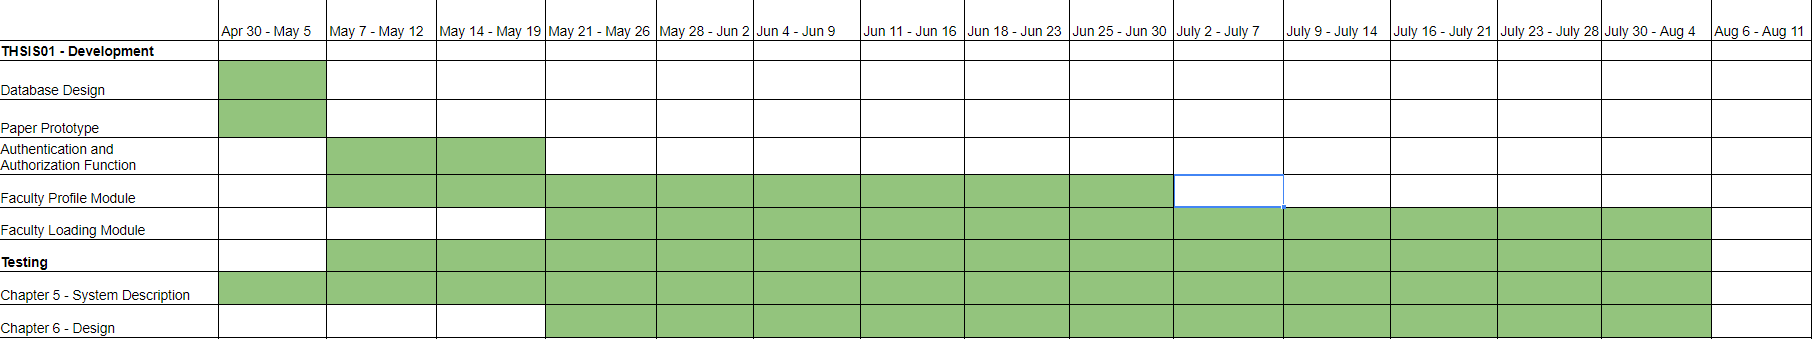 Apr 30 - May 5 May 7 - May 12 May 14 - May 19 May 21 - May 26 May 28 - Jun 2 Jun 4 - Jun 9 Jun 11 - Jun 16 Jun 18 - Jun 23 Jun 25 - Jun 30 July 2 - July 7 July 9 - July 14 July 16 - July 21 July 23 - July 28 July 30 - Aug 4 Aug 6 - Aug 11
THSIS01 - Development
Database Design
Paper Prototype
Authentication and
Authorization Function
Faculty Profile Module
Faculty Loading Module
Testing
Chapter 5 - System Description
Chapter 6 - Design